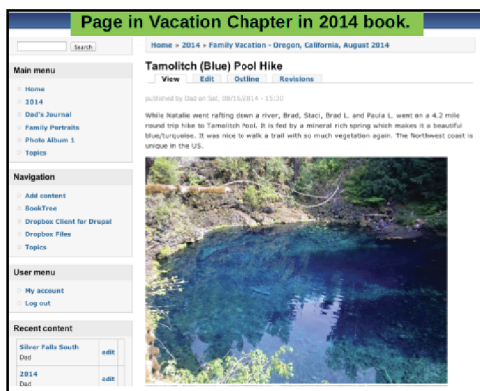 Page in Vacation Chapter in 2014 book.
Search
Home » 2014 » Family Vacation - Oregon, California, August 2014
Main menu
Home
2014
Dad's Journal
Family Portraits
Photo Album 1
Topics
Navigation
Add content
BookTree
Dropbox Client for Drupal
Dropbox Files
Topics
User menu
My account
Log out
Recent content
Silver Falls South
Dad
edit
2014
Dad
edit
Tamolitch (Blue) Pool Hike
View Edit Outline Revisions
published by Dad on Sat, 08/16/2014 - 15:30
While Natalie went rafting down a river, Brad, Staci, Brad L. and Paula L. went on a 4.2 mile
round trip hike to Tamolitch Pool. It is fed by a mineral rich spring which makes it a beautiful
blue/turquoise. It was nice to walk a trail with so much vegetation again. The Northwest coast is
unique in the US.